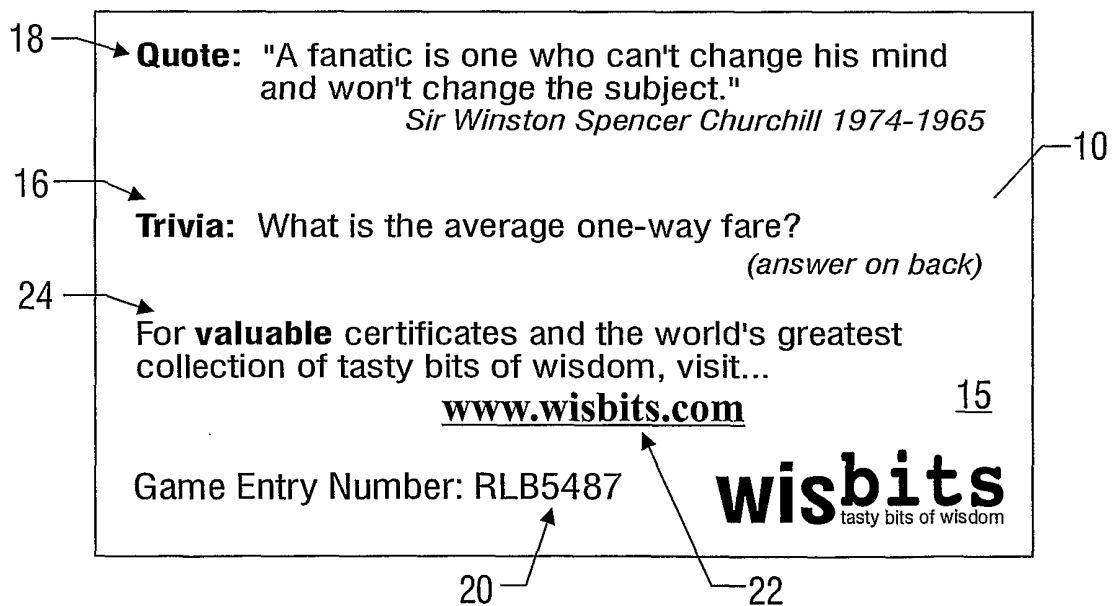 18
Quote: "A fanatic is one who can't change his mind
and won't change the subject."
Sir Winston Spencer Churchill 1974-1965
10
16
Trivia: What is the average one-way fare?
(answer on back)
24
For valuable certificates and the world's greatest
collection of tasty bits of wisdom, visit...
www.wisbits.com
15
Game Entry Number: RLB5487
wisbits
tasty bits of wisdom
20
22